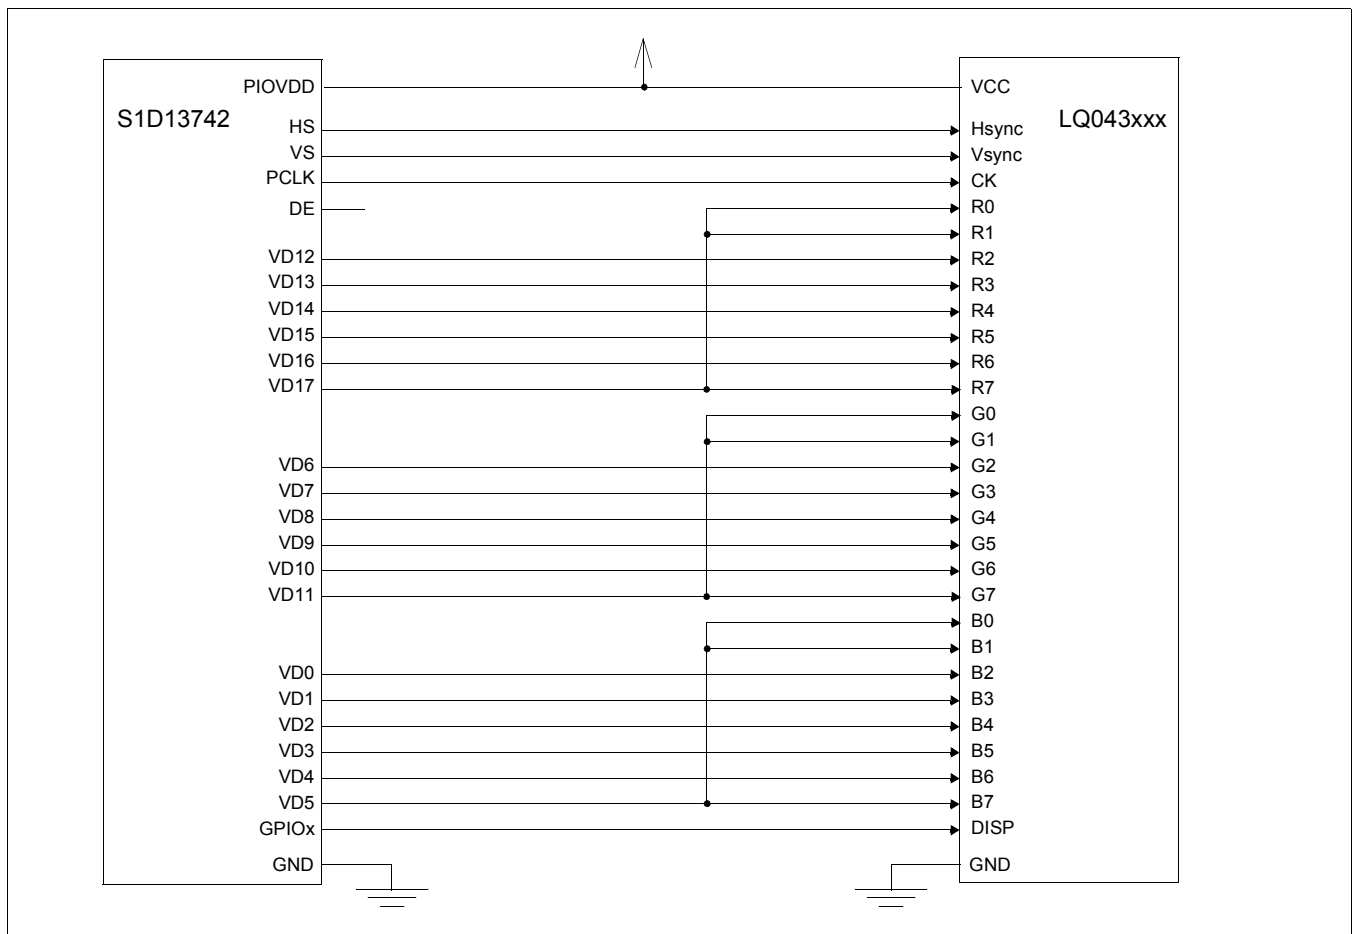 S1D13742
PIOVDD
HS
VS
PCLK
DE
VD12
VD13
VD14
VD15
VD16
VD17
VD6
VD7
VD8
VD9
VD10
VD11
VD0
VD1
VD2
VD3
VD4
VD5
GPIOx
GND
LQ043xxx
VCC
Hsync
Vsync
CK
R0
R1
R2
R3
R4
R5
R6
R7
G0
G1
G2
G3
G4
G5
G6
G7
B0
B1
B2
B3
B4
B5
B6
B7
DISP
GND